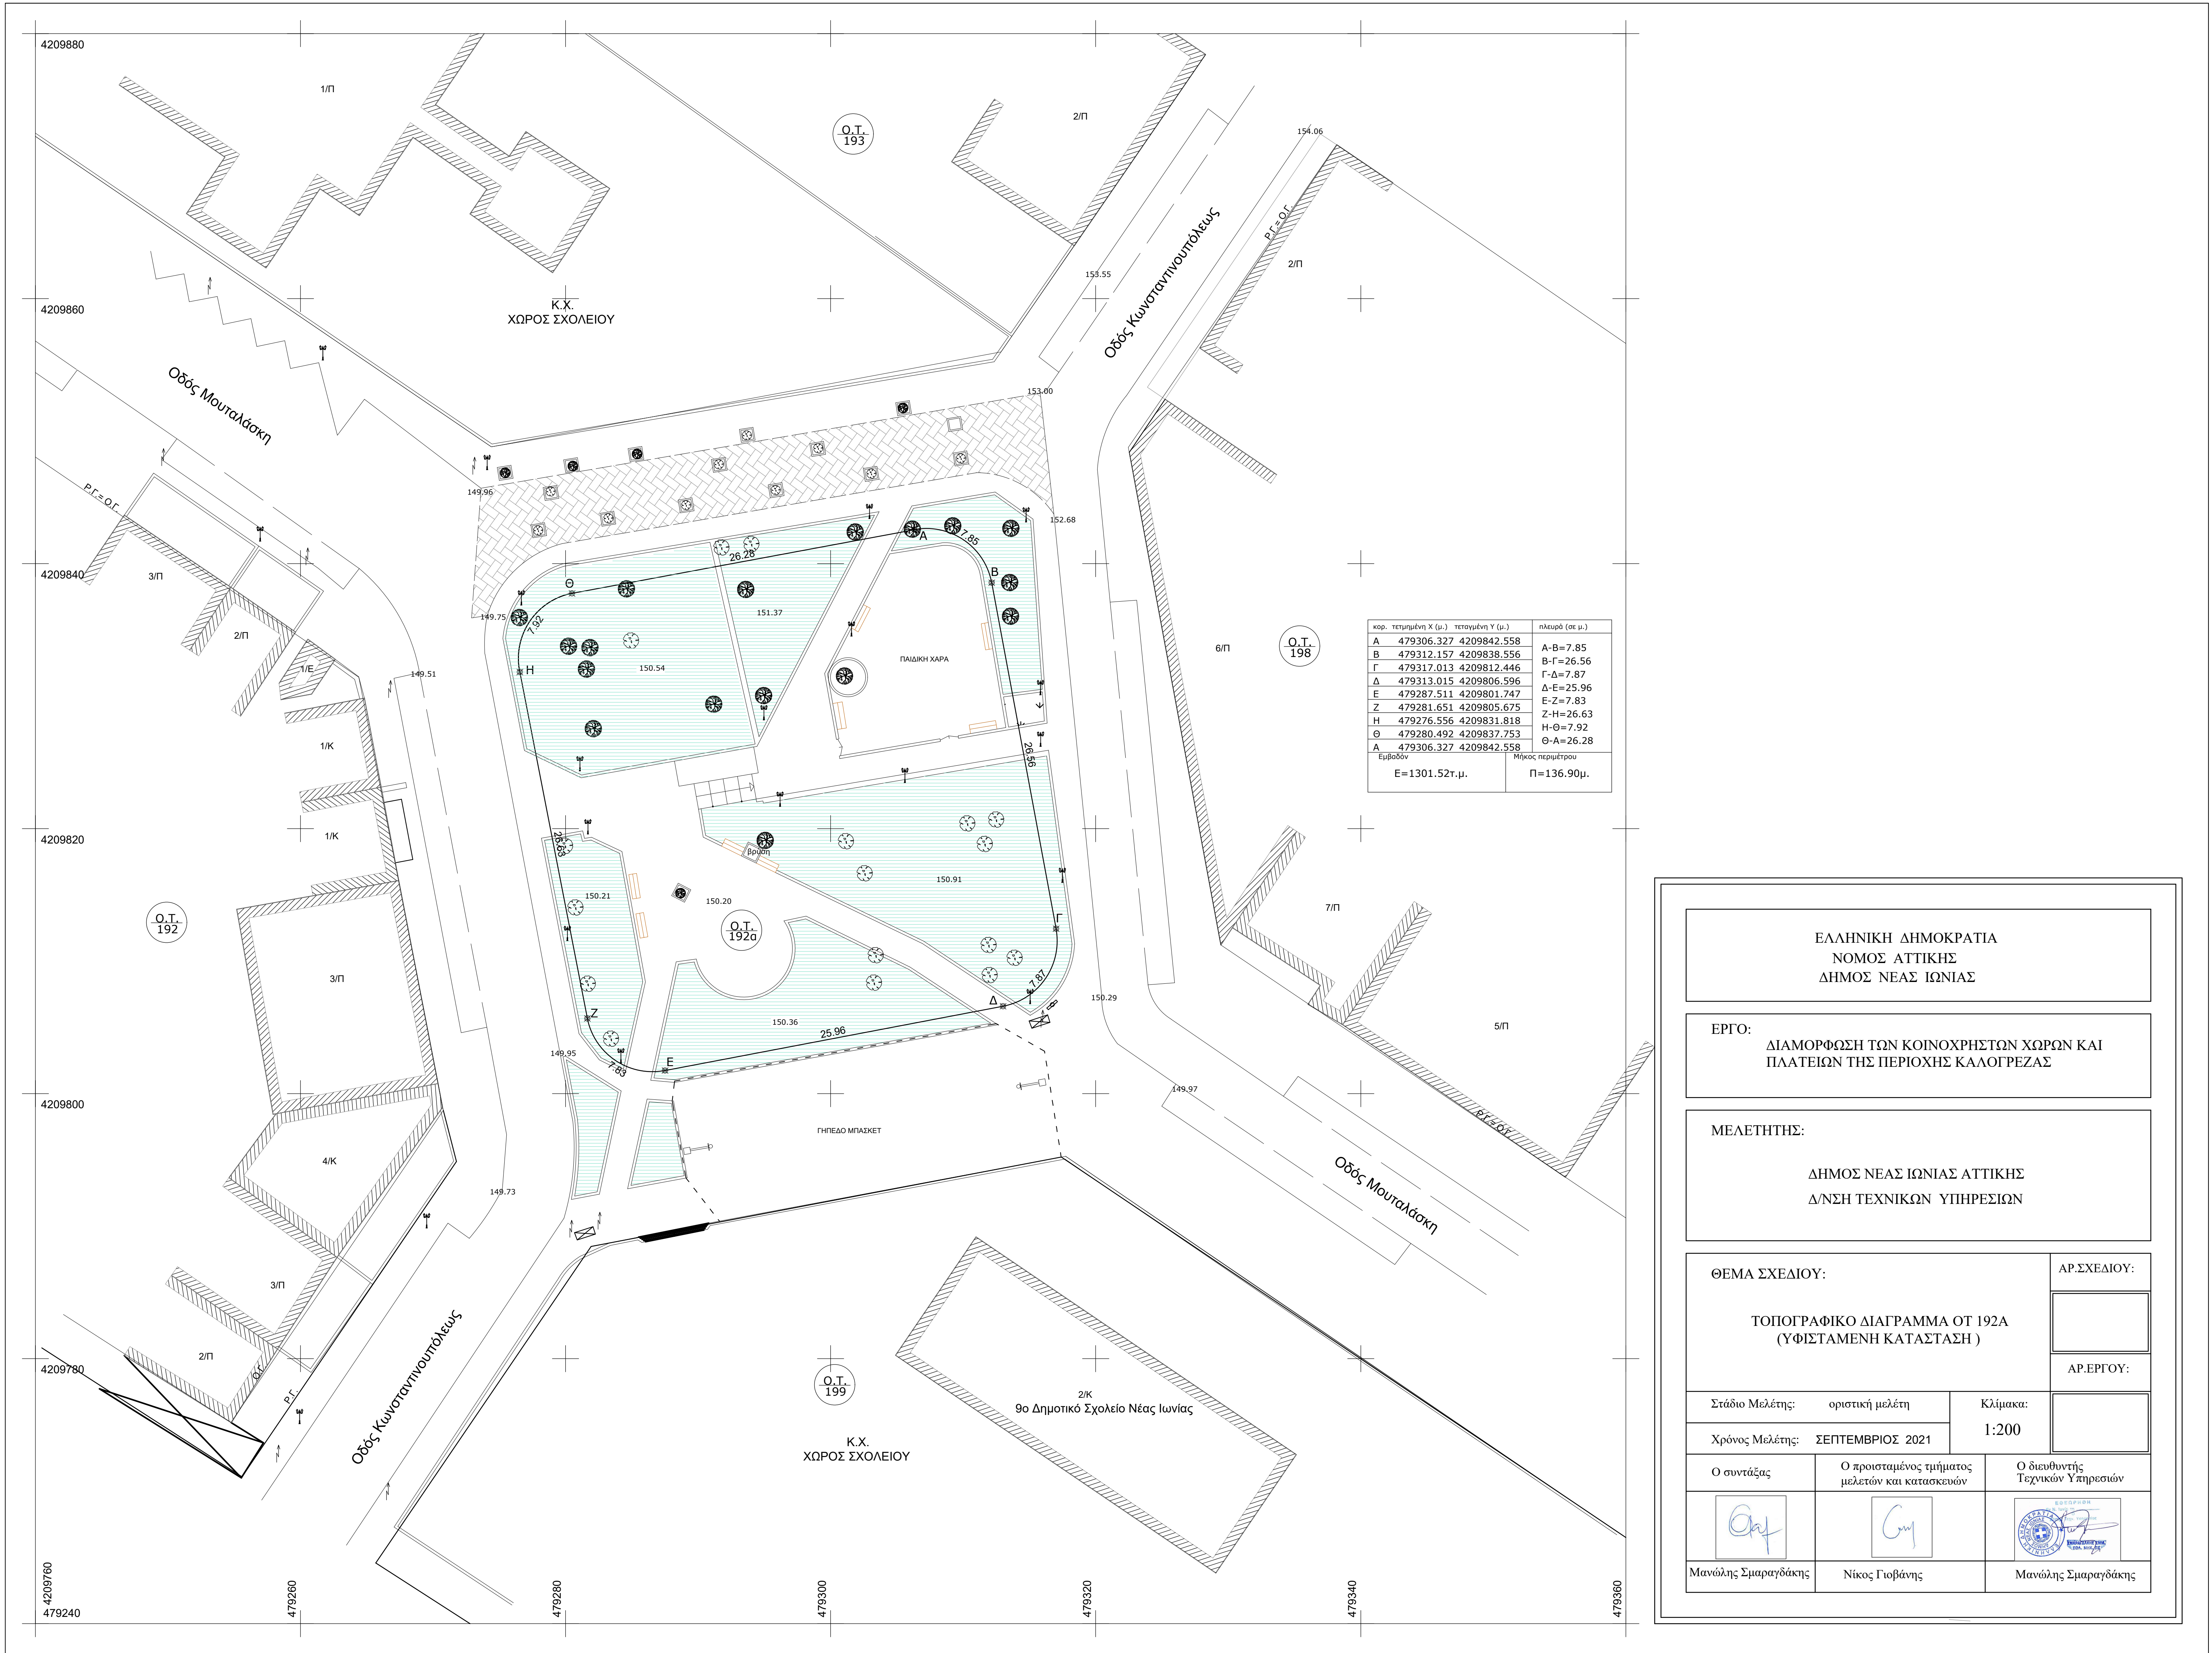 4209880
4209860
4209840
4209820
4209800
4209780
4209760
479240
479260
479280
479300
479320
479340
479360
1/Π
Ο.Τ.
193
2/Π
154.06
Ρ.Γ.= Ο.Γ.
2/Π
153.55
Οδός Κωνσταντινουπόλεως
Κ.Χ.
ΧΩΡΟΣ ΣΧΟΛΕΙΟΥ
Οδός Μουταλάσκη
153.00
149.96
Ρ.Γ.= Ο.Γ.
152.68
3/Π
2/Π
1/Ε
149.51
149.75
Θ
26.28
Α
7.85
Β
7.92
Η
151.37
150.54
ΠΑΙΔΙΚΗ ΧΑΡΑ
26.56
6/Π
Ο.Τ.
198
1/Κ
1/Κ
26.63
βρύση
150.21
150.20
150.91
Ο.Τ.
192
Ο.Τ.
192α
Γ
7/Π
3/Π
7.87
Δ
150.29
Ζ
150.36
25.96
5/Π
149.95
7.83
Ε
149.97
Ρ.Γ.= Ο.Γ.
ΓΗΠΕΔΟ ΜΠΑΣΚΕΤ
4/Κ
149.73
Οδός Μουταλάσκη
3/Π
2/Π
Ο.Γ.
Ρ.Γ.
Οδός Κωνσταντινουπόλεως
Ο.Τ.
199
2/Κ
9ο Δημοτικό Σχολείο Νέας Ιωνίας
Κ.Χ.
ΧΩΡΟΣ ΣΧΟΛΕΙΟΥ
κορ. τετμημένη Χ (μ.) τεταγμένη Υ (μ.) πλευρά (σε μ.)
Α 479306.327 4209842.558
Β 479312.157 4209838.556
Γ 479317.013 4209812.446
Δ 479313.015 4209806.596
Ε 479287.511 4209801.747
Ζ 479281.651 4209805.675
Η 479276.556 4209831.818
Θ 479280.492 4209837.753
Α 479306.327 4209842.558
Α-Β=7.85
Β-Γ=26.56
Γ-Δ=7.87
Δ-Ε=25.96
Ε-Ζ=7.83
Ζ-Η=26.63
Η-Θ=7.92
Θ-Α=26.28
Εμβαδόν
Ε=1301.52τ.μ.
Μήκος περιμέτρου
Π=136.90μ.
ΕΛΛΗΝΙΚΗ ΔΗΜΟΚΡΑΤΙΑ
ΝΟΜΟΣ ΑΤΤΙΚΗΣ
ΔΗΜΟΣ ΝΕΑΣ ΙΩΝΙΑΣ
ΕΡΓΟ:
ΔΙΑΜΟΡΦΩΣΗ ΤΩΝ ΚΟΙΝΟΧΡΗΣΤΩΝ ΧΩΡΩΝ ΚΑΙ
ΠΛΑΤΕΙΩΝ ΤΗΣ ΠΕΡΙΟΧΗΣ ΚΑΛΟΓΡΕΖΑΣ
ΜΕΛΕΤΗΤΗΣ:
ΔΗΜΟΣ ΝΕΑΣ ΙΩΝΙΑΣ ΑΤΤΙΚΗΣ
Δ/ΝΣΗ ΤΕΧΝΙΚΩΝ ΥΠΗΡΕΣΙΩΝ
ΘΕΜΑ ΣΧΕΔΙΟΥ:
ΤΟΠΟΓΡΑΦΙΚΟ ΔΙΑΓΡΑΜΜΑ ΟΤ 192Α
(ΥΦΙΣΤΑΜΕΝΗ ΚΑΤΑΣΤΑΣΗ )
ΑΡ.ΣΧΕΔΙΟΥ:
ΑΡ.ΕΡΓΟΥ:
Στάδιο Μελέτης: οριστική μελέτη
Κλίμακα:
1:200
Χρόνος Μελέτης: ΣΕΠΤΕΜΒΡΙΟΣ 2021
Ο συντάξας
Ο προισταμένος τμήματος
μελετών και κατασκευών
Ο διευθυντής
Τεχνικών Υπηρεσιών
Μανώλης Σμαραγδάκης
Νίκος Γιοβάνης
Μανώλης Σμαραγδάκης